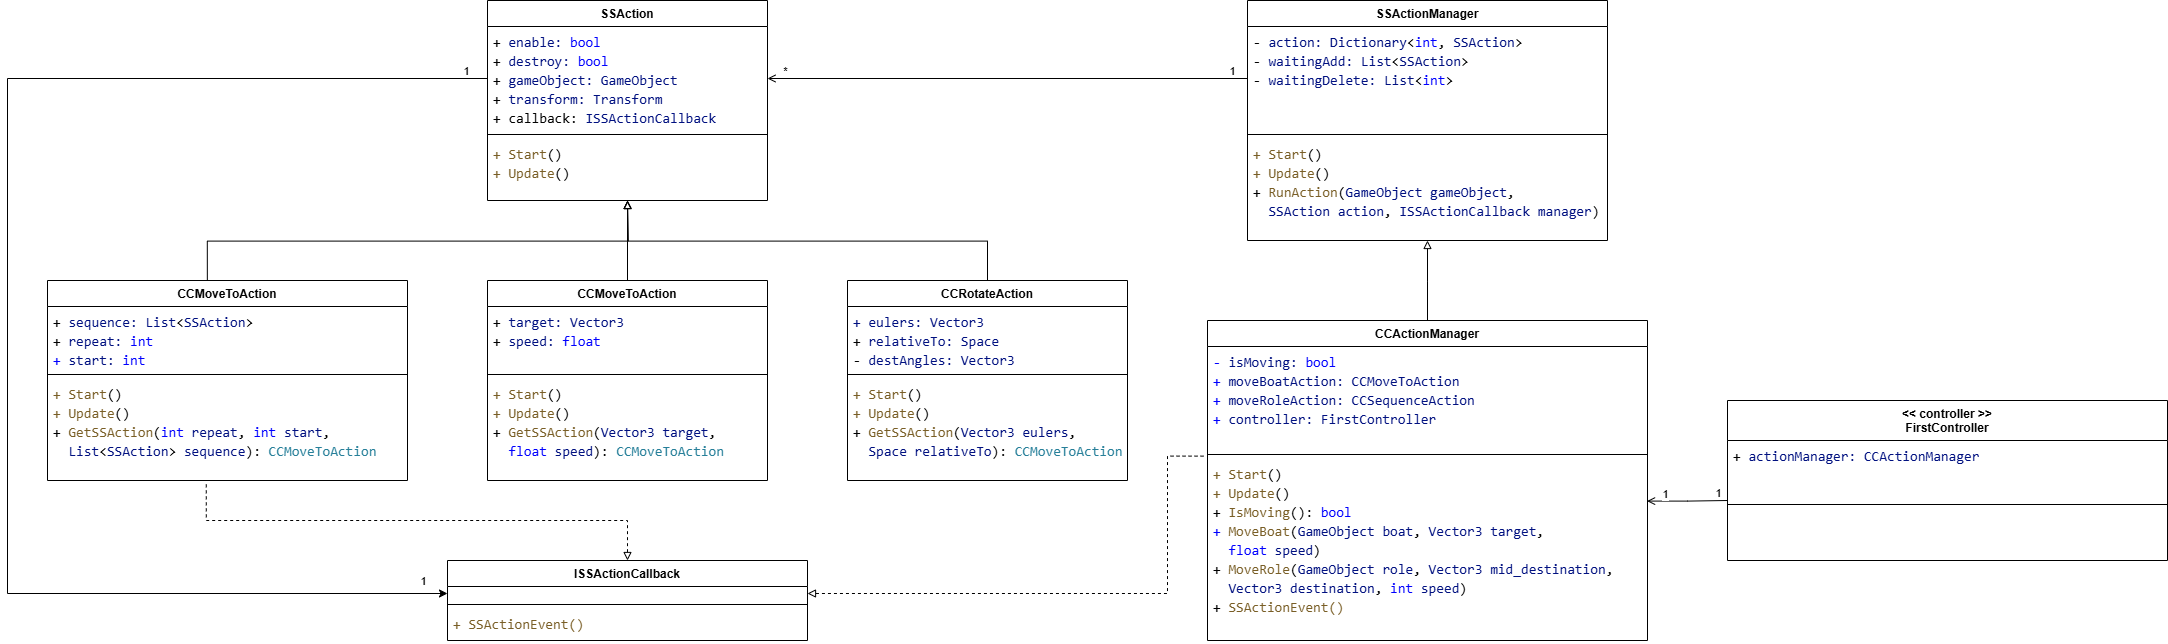 SSAction
+ enable: bool
+ destroy: bool
+ gameObject: GameObject
+ transform: Transform
+ callback: ISSActionCallback
+ Start()
+ Update()
1
*
1
SSActionManager
- action: Dictionary<int, SSAction>
- waitingAdd: List<SSAction>
- waitingDelete: List<int>
+ Start()
+ Update()
+ RunAction(GameObject gameObject,
SSAction action, ISSActionCallback manager)
CCMoveToAction
+ sequence: List<SSAction>
+ repeat: int
+ start: int
+ Start()
+ Update()
+ GetSSAction(int repeat, int start,
List<SSAction> sequence): CCMoveToAction
CCMoveToAction
+ target: Vector3
+ speed: float
+ Start()
+ Update()
+ GetSSAction(Vector3 target,
float speed): CCMoveToAction
CCRotateAction
+ eulers: Vector3
+ relativeTo: Space
- destAngles: Vector3
+ Start()
+ Update()
+ GetSSAction(Vector3 eulers,
Space relativeTo): CCMoveToAction
CCActionManager
- isMoving: bool
+ moveBoatAction: CCMoveToAction
+ moveRoleAction: CCSequenceAction
+ controller: FirstController
+ Start()
+ Update()
+ IsMoving(): bool
+ MoveBoat(GameObject boat, Vector3 target,
float speed)
+ MoveRole(GameObject role, Vector3 mid_destination,
Vector3 destination, int speed)
+ SSActionEvent()
1
1
<< controller >>
FirstController
+ actionManager: CCActionManager
1
ISSActionCallback
+ SSActionEvent()